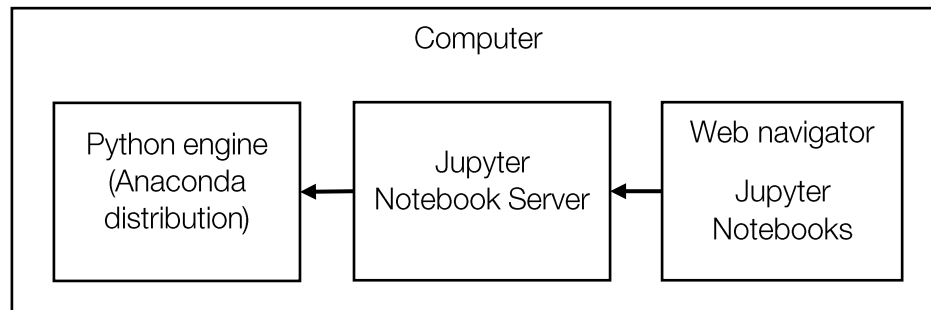 Computer
Python engine
(Anaconda
distribution)
Jupyter
Notebook Server
Web navigator
Jupyter
Notebooks